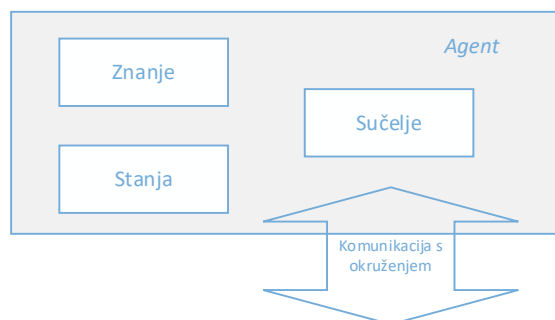 Agent
Znanje
Sučelje
Stanja
Komunikacija s
okruženjem